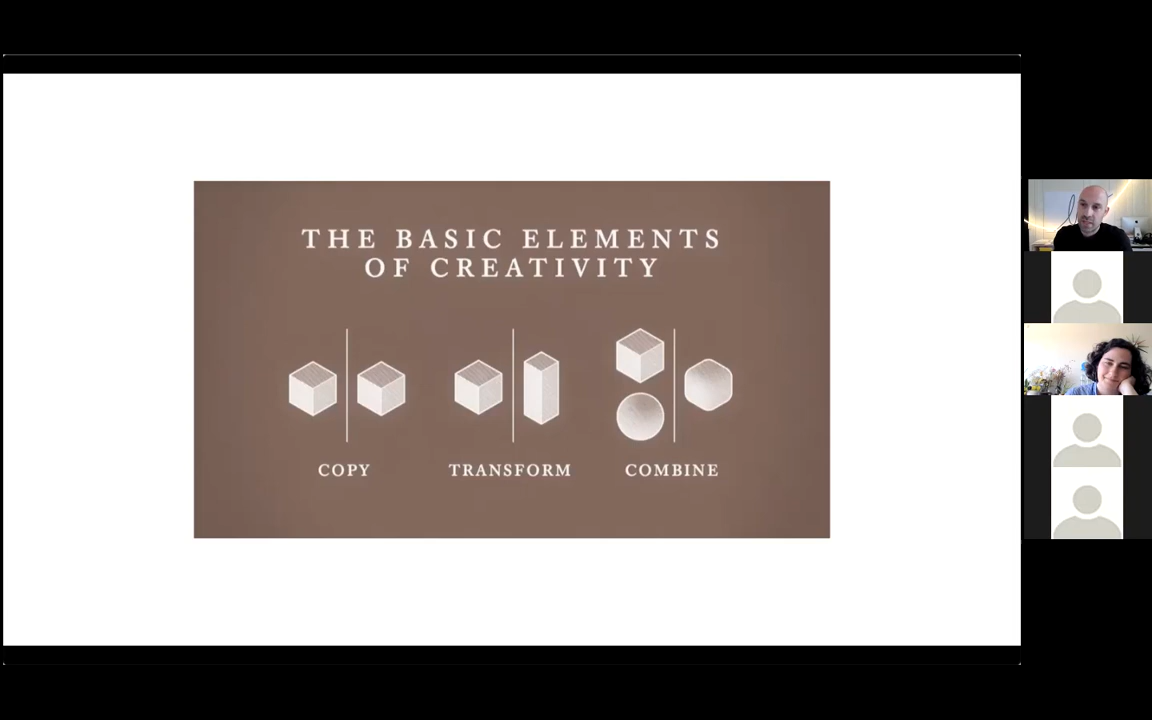 THE BASIC ELEMENTS
OF CREATIVITY
COPY
TRANSFORM
COMBINE